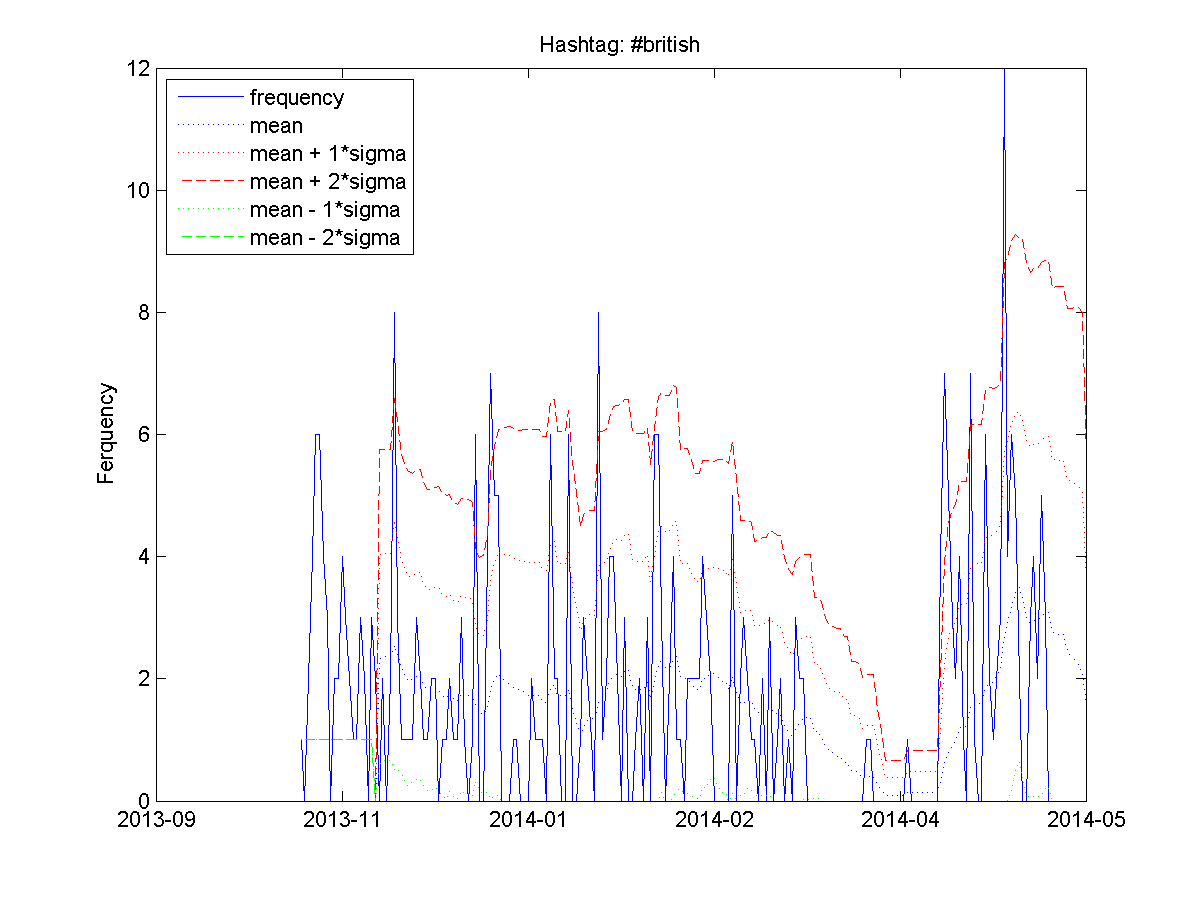 Hashtag: #british
12
10
8
6
4
2
0
Ferquency
frequency
mean
mean + 1*sigma
mean + 2*sigma
mean - 1*sigma
mean - 2*sigma
2013-09 2013-11 2014-01 2014-02 2014-04 2014-05